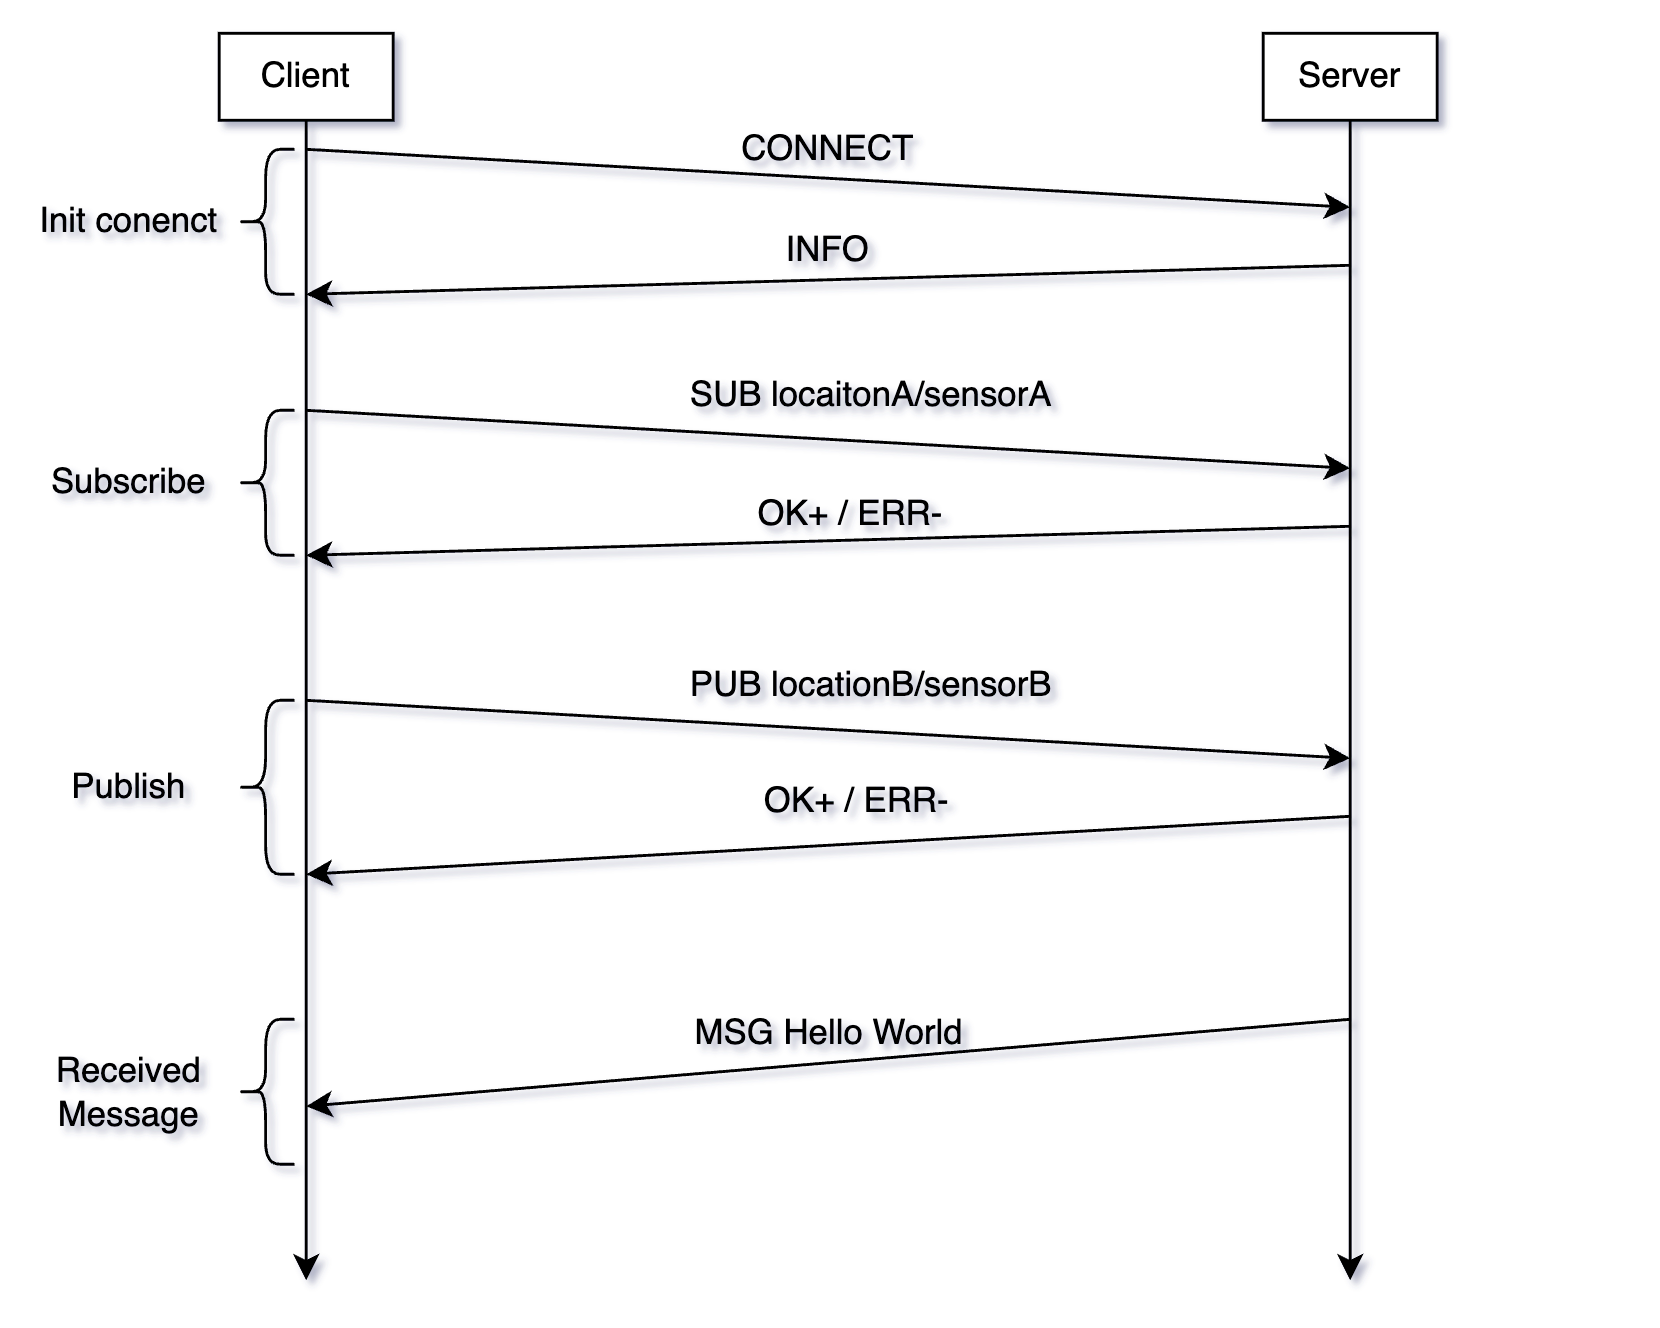 Client
Server
CONNECT
Init conenct
INFO
SUB locaitonA/sensorA
Subscribe
OK+ / ERR-
PUB locationB/sensorB
Publish
OK+ / ERR-
MSG Hello World
Received
Message